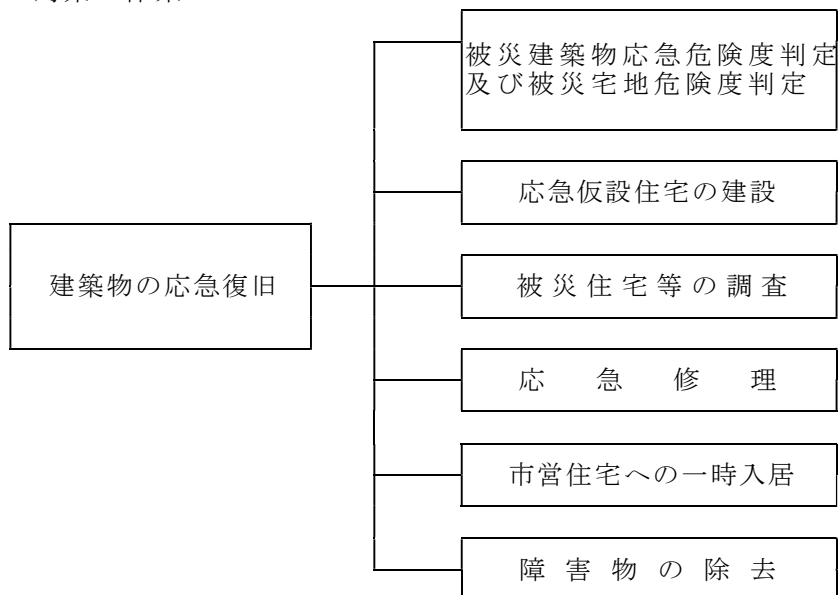 被災建築物応急危険度判定
及び被災宅地危険度判定
応急仮設住宅の建設
建築物の応急復旧
被災住宅等の調査
応急修理
市営住宅への一時入居
障害物の除去